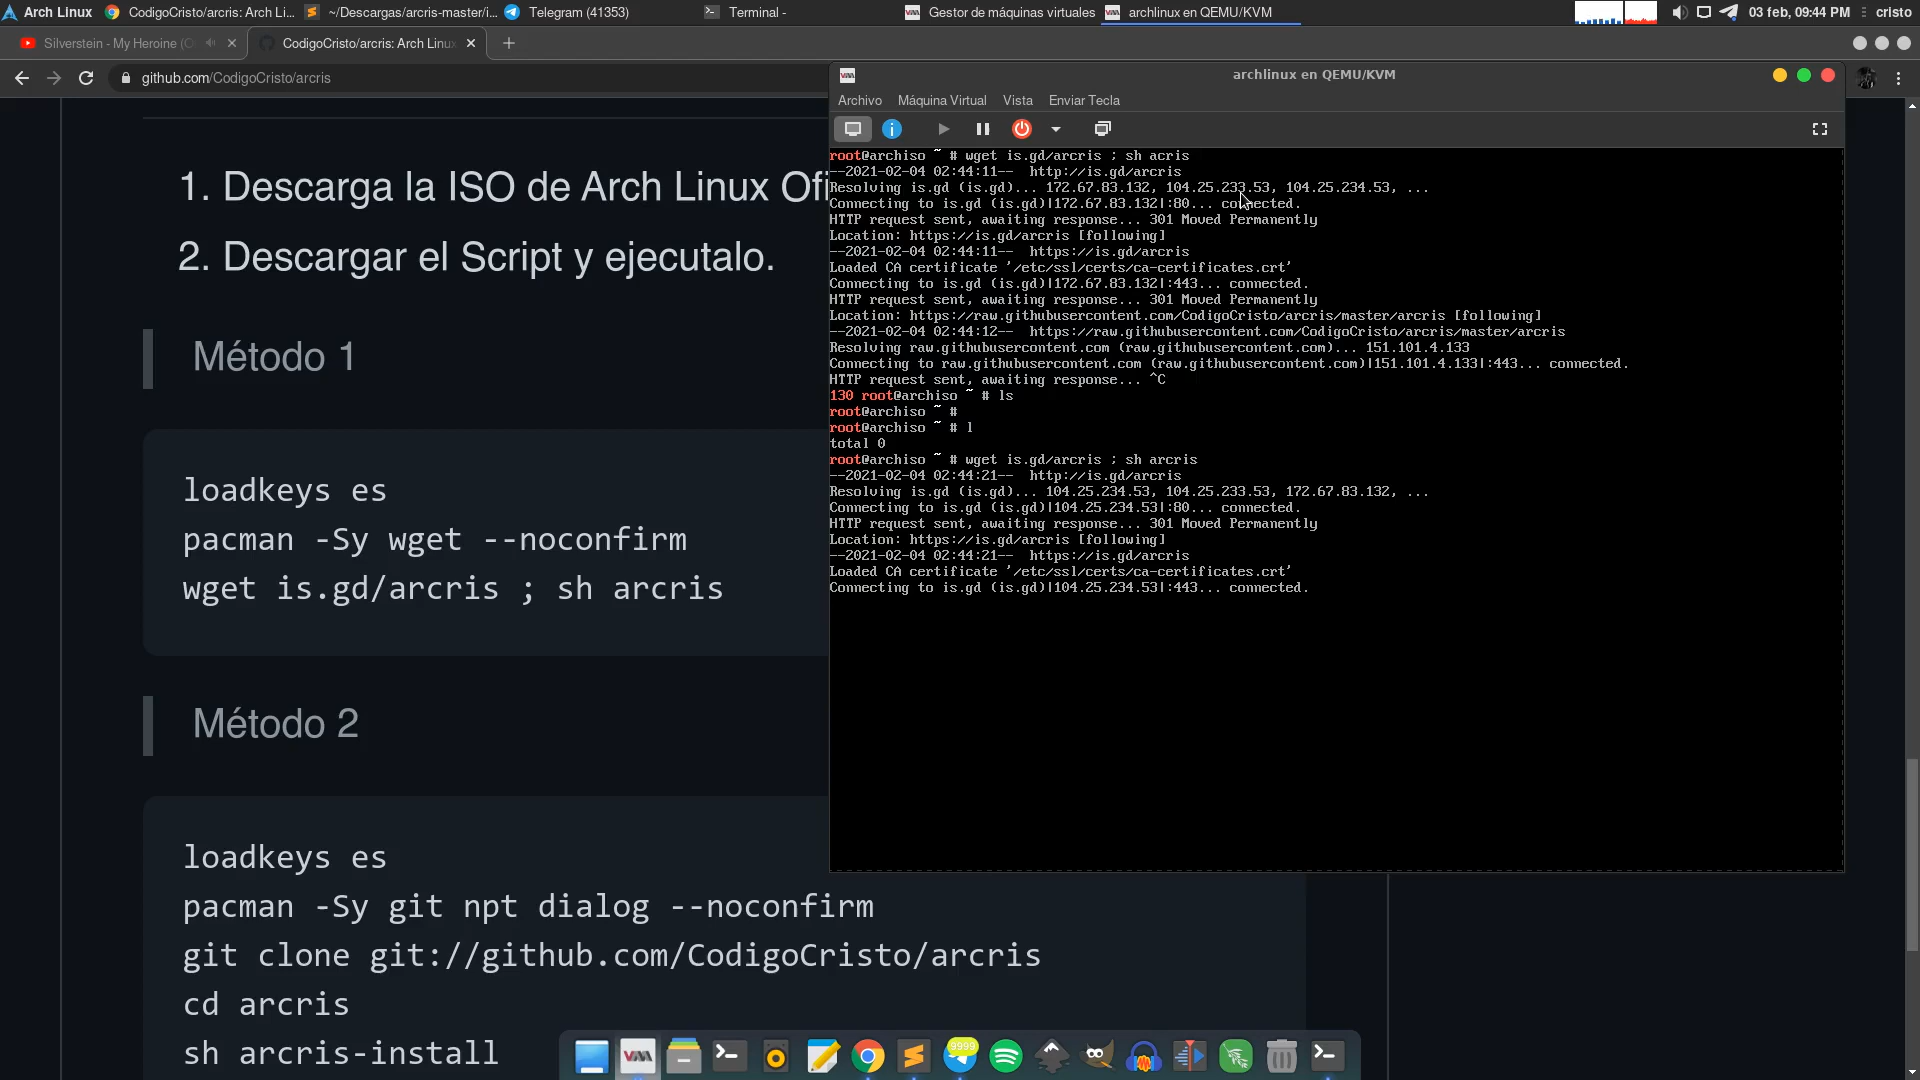 Arch Linux
CodigoCristo/arcris: Arch Li...
~/Descargas/arcris-master/i...
Telegram (41353)
Terminal -
Gestor de máquinas virtuales
archlinux en QEMU/KVM
03 feb, 09:44 PM
cristo
Silverstein - My Heroine (O
CodigoCristo/arcris: Arch Linux
github.com/CodigoCristo/arcris
1. Descarga la ISO de Arch Linux Ofi
2. Descargar el Script y ejecutalo.
Método 1
loadkeys es
pacman -Sy wget --noconfirm
wget is.gd/arcris ; sh arcris
Método 2
loadkeys es
pacman -Sy git npt dialog --noconfirm
git clone git://github.com/CodigoCristo/arcris
cd arcris
sh arcris-install
archlinux en QEMU/KVM
Archivo Máquina Virtual Vista Enviar Tecla
root@archiso ~ # wget is.gd/arcris ; sh acris
--2021-02-04 02:44:11-- http://is.gd/arcris
Resolving is.gd (is.gd)... 172.67.83.132, 104.25.233.53, 104.25.234.53, ...
Connecting to is.gd (is.gd)|172.67.83.132|:80... connected.
HTTP request sent, awaiting response... 301 Moved Permanently
Location: https://is.gd/arcris [following]
--2021-02-04 02:44:11-- https://is.gd/arcris
Loaded CA certificate '/etc/ssl/certs/ca-certificates.crt'
Connecting to is.gd (is.gd)|172.67.83.132|:443... connected.
HTTP request sent, awaiting response... 301 Moved Permanently
Location: https://raw.githubusercontent.com/CodigoCristo/arcris/master/arcris [following]
--2021-02-04 02:44:12-- https://raw.githubusercontent.com/CodigoCristo/arcris/master/arcris
Resolving raw.githubusercontent.com (raw.githubusercontent.com)... 151.101.4.133
Connecting to raw.githubusercontent.com (raw.githubusercontent.com)|151.101.4.133|:443... connected.
HTTP request sent, awaiting response... ^C
130 root@archiso ~ # ls
root@archiso ~ #
root@archiso ~ # l
total 0
root@archiso ~ # wget is.gd/arcris ; sh arcris
--2021-02-04 02:44:21-- http://is.gd/arcris
Resolving is.gd (is.gd)... 104.25.234.53, 104.25.233.53, 172.67.83.132, ...
Connecting to is.gd (is.gd)|104.25.234.53|:80... connected.
HTTP request sent, awaiting response... 301 Moved Permanently
Location: https://is.gd/arcris [following]
--2021-02-04 02:44:21-- https://is.gd/arcris
Loaded CA certificate '/etc/ssl/certs/ca-certificates.crt'
Connecting to is.gd (is.gd)|104.25.234.53|:443... connected.
9999